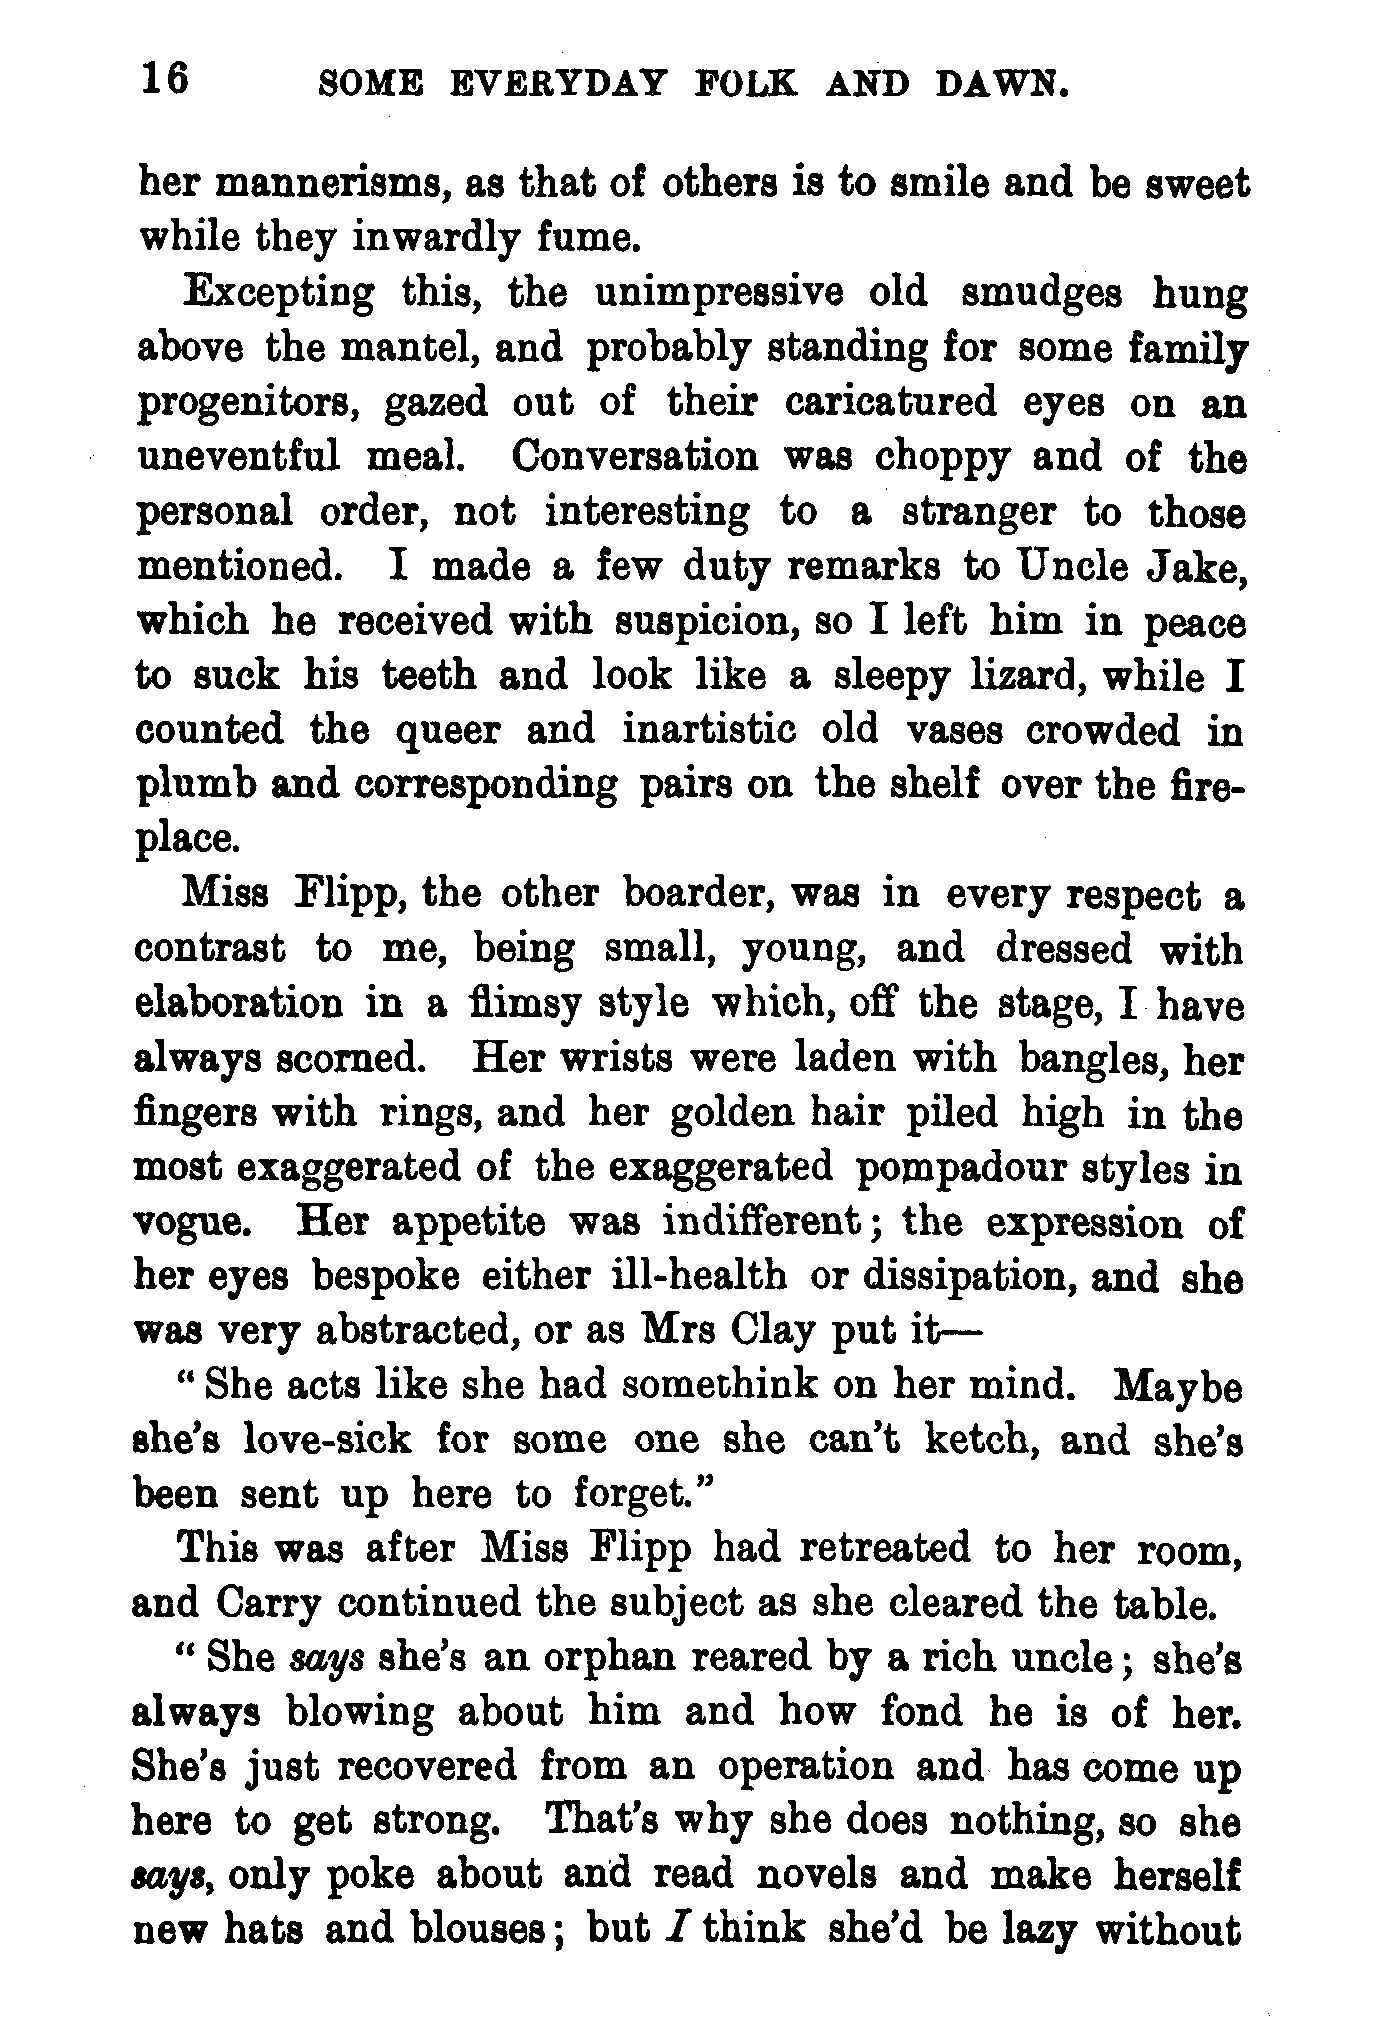 16 SOME EVERYDAY FOLK AND DAWN.
her mannerisms, as that of others is to smile and be sweet
while they inwardly fume.
Excepting this, the unimpressive old smudges hung
above the mantel, and probably standing for some family
progenitors, gazed out of their caricatured eyes on an
uneventful meal. Conversation was choppy and of the
personal order, not interesting to a stranger to those
mentioned. I made a few duty remarks to Uncle Jake,
which he received with suspicion, so I left him in peace
to suck his teeth and look like a sleepy lizard, while I
counted the queer and inartistic old vases crowded in
plumb and corresponding pairs on the shelf over the fire-
place.
Miss Flipp, the other boarder, was in every respect a
contrast to me, being small, young, and dressed with
elaboration in a flimsy style which, off the stage, I have
always scorned. Her wrists were laden with bangles, her
fingers with rings, and her golden hair piled high in the
most exaggerated of the exaggerated pompadour styles in
vogue. Her appetite was indifferent; the expression of
her eyes bespoke either ill-health or dissipation, and she
was very abstracted, or as Mrs Clay put it—
"She acts like she had somethink on her mind. Maybe
she's love-sick for some one she can't ketch, and she's
been sent up here to forget."
This was after Miss Flipp had retreated to her room,
and Carry continued the subject as she cleared the table.
"She says she's an orphan reared by a rich uncle; she's
always blowing about him and how fond he is of her.
She's just recovered from an operation and has come up
here to get strong. That's why she does nothing, so she
says, only poke about and read novels and make herself
new hats and blouses; but I think she'd be lazy without